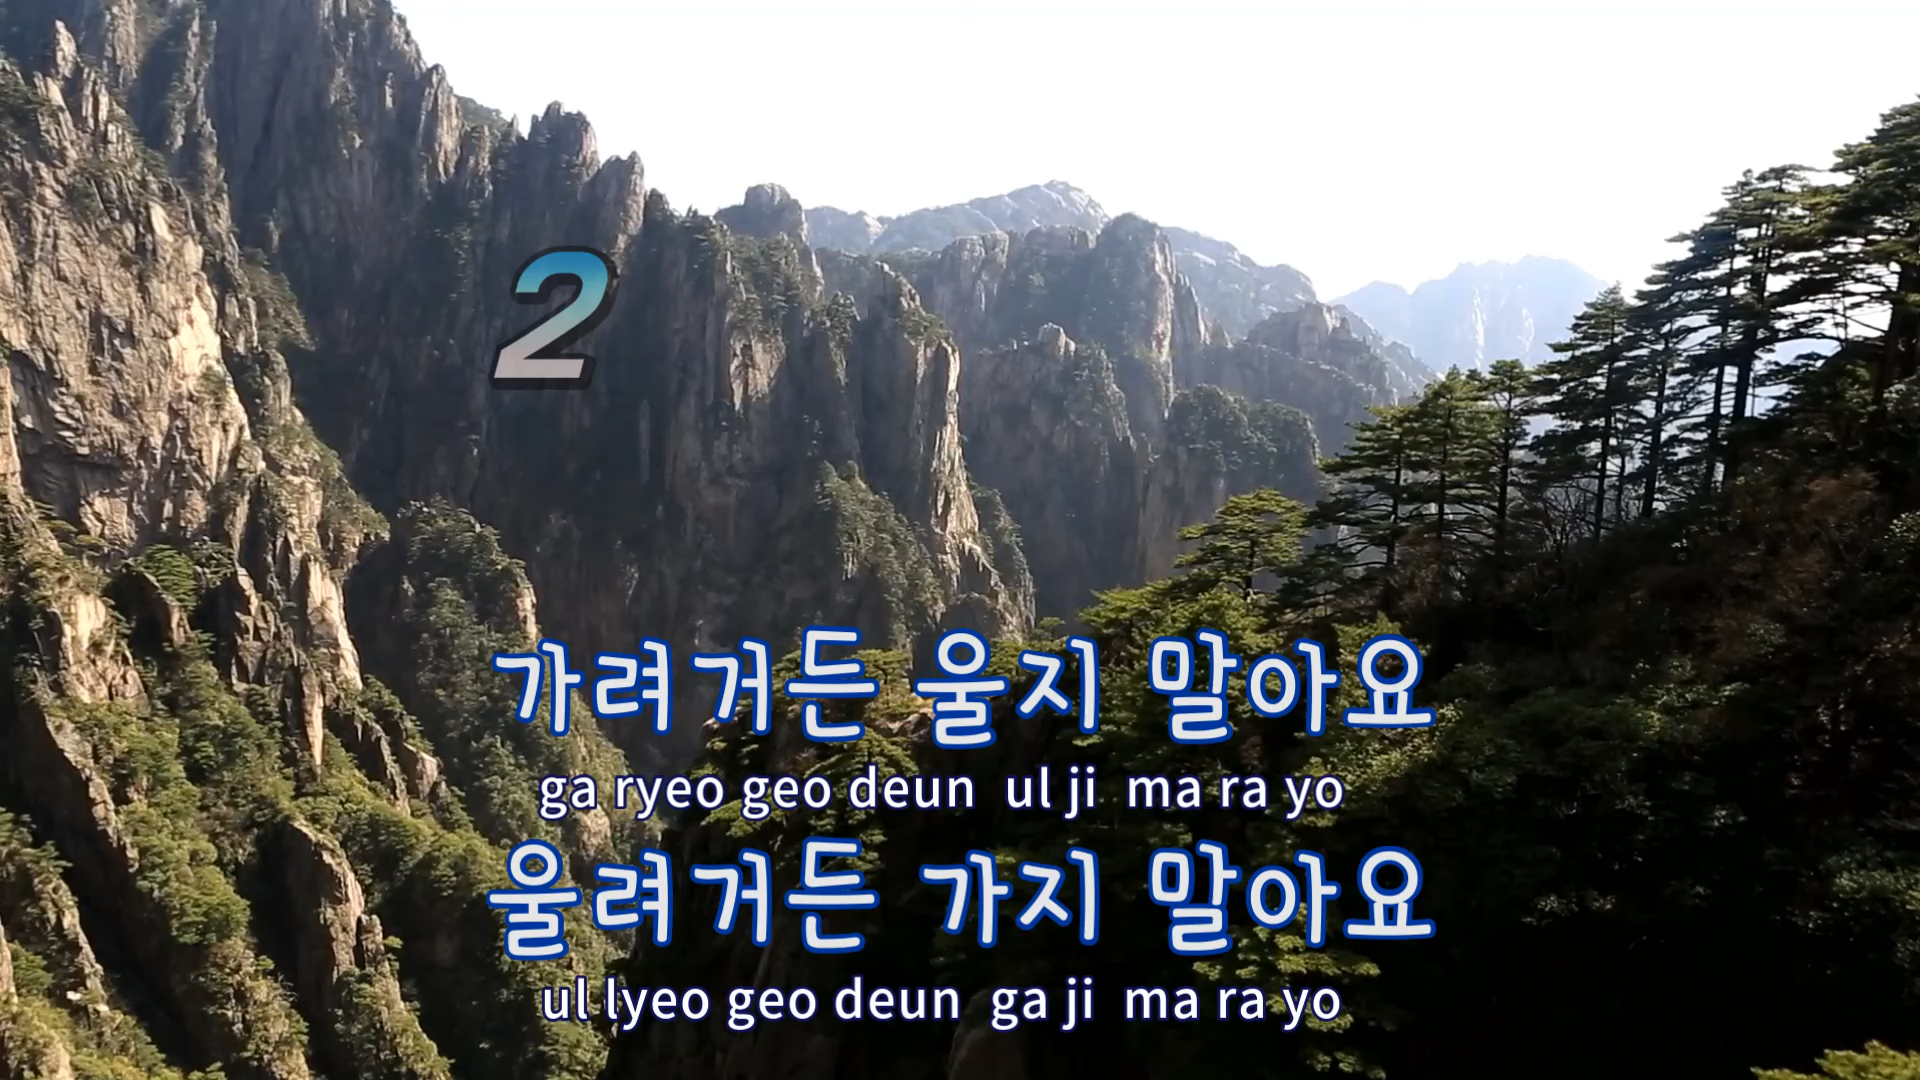 2
가려거든 울지 말아요
ga ryeo geo deun ul ji ma ra yo
울려거든 가지 말아요
ul lyeo geo deun ga ji ma ra yo